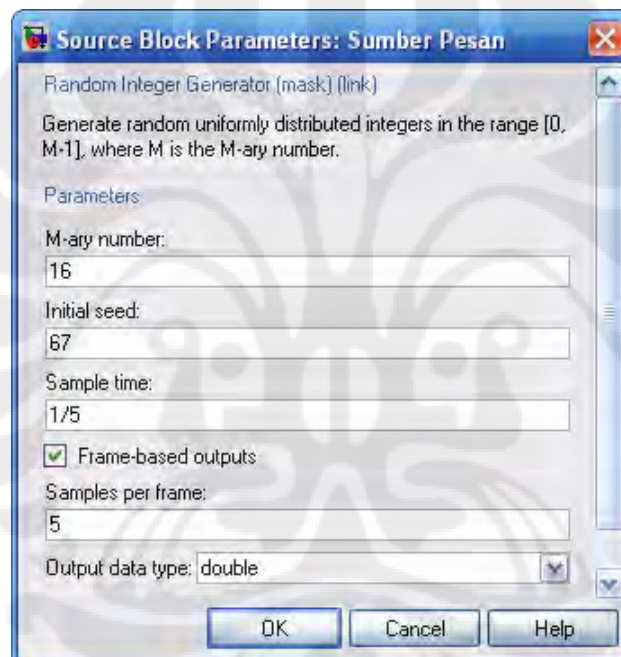 Source Block Parameters: Sumber Pesan
Random Integer Generator (mask) (link)
Generate random uniformly distributed integers in the range [0,
M-1], where M is the M-ary number.
Parameters
M-ary number:
16
Initial seed:
67
Sample time:
1/5
Frame-based outputs
Samples per frame:
5
Output data type: double
OK Cancel Help